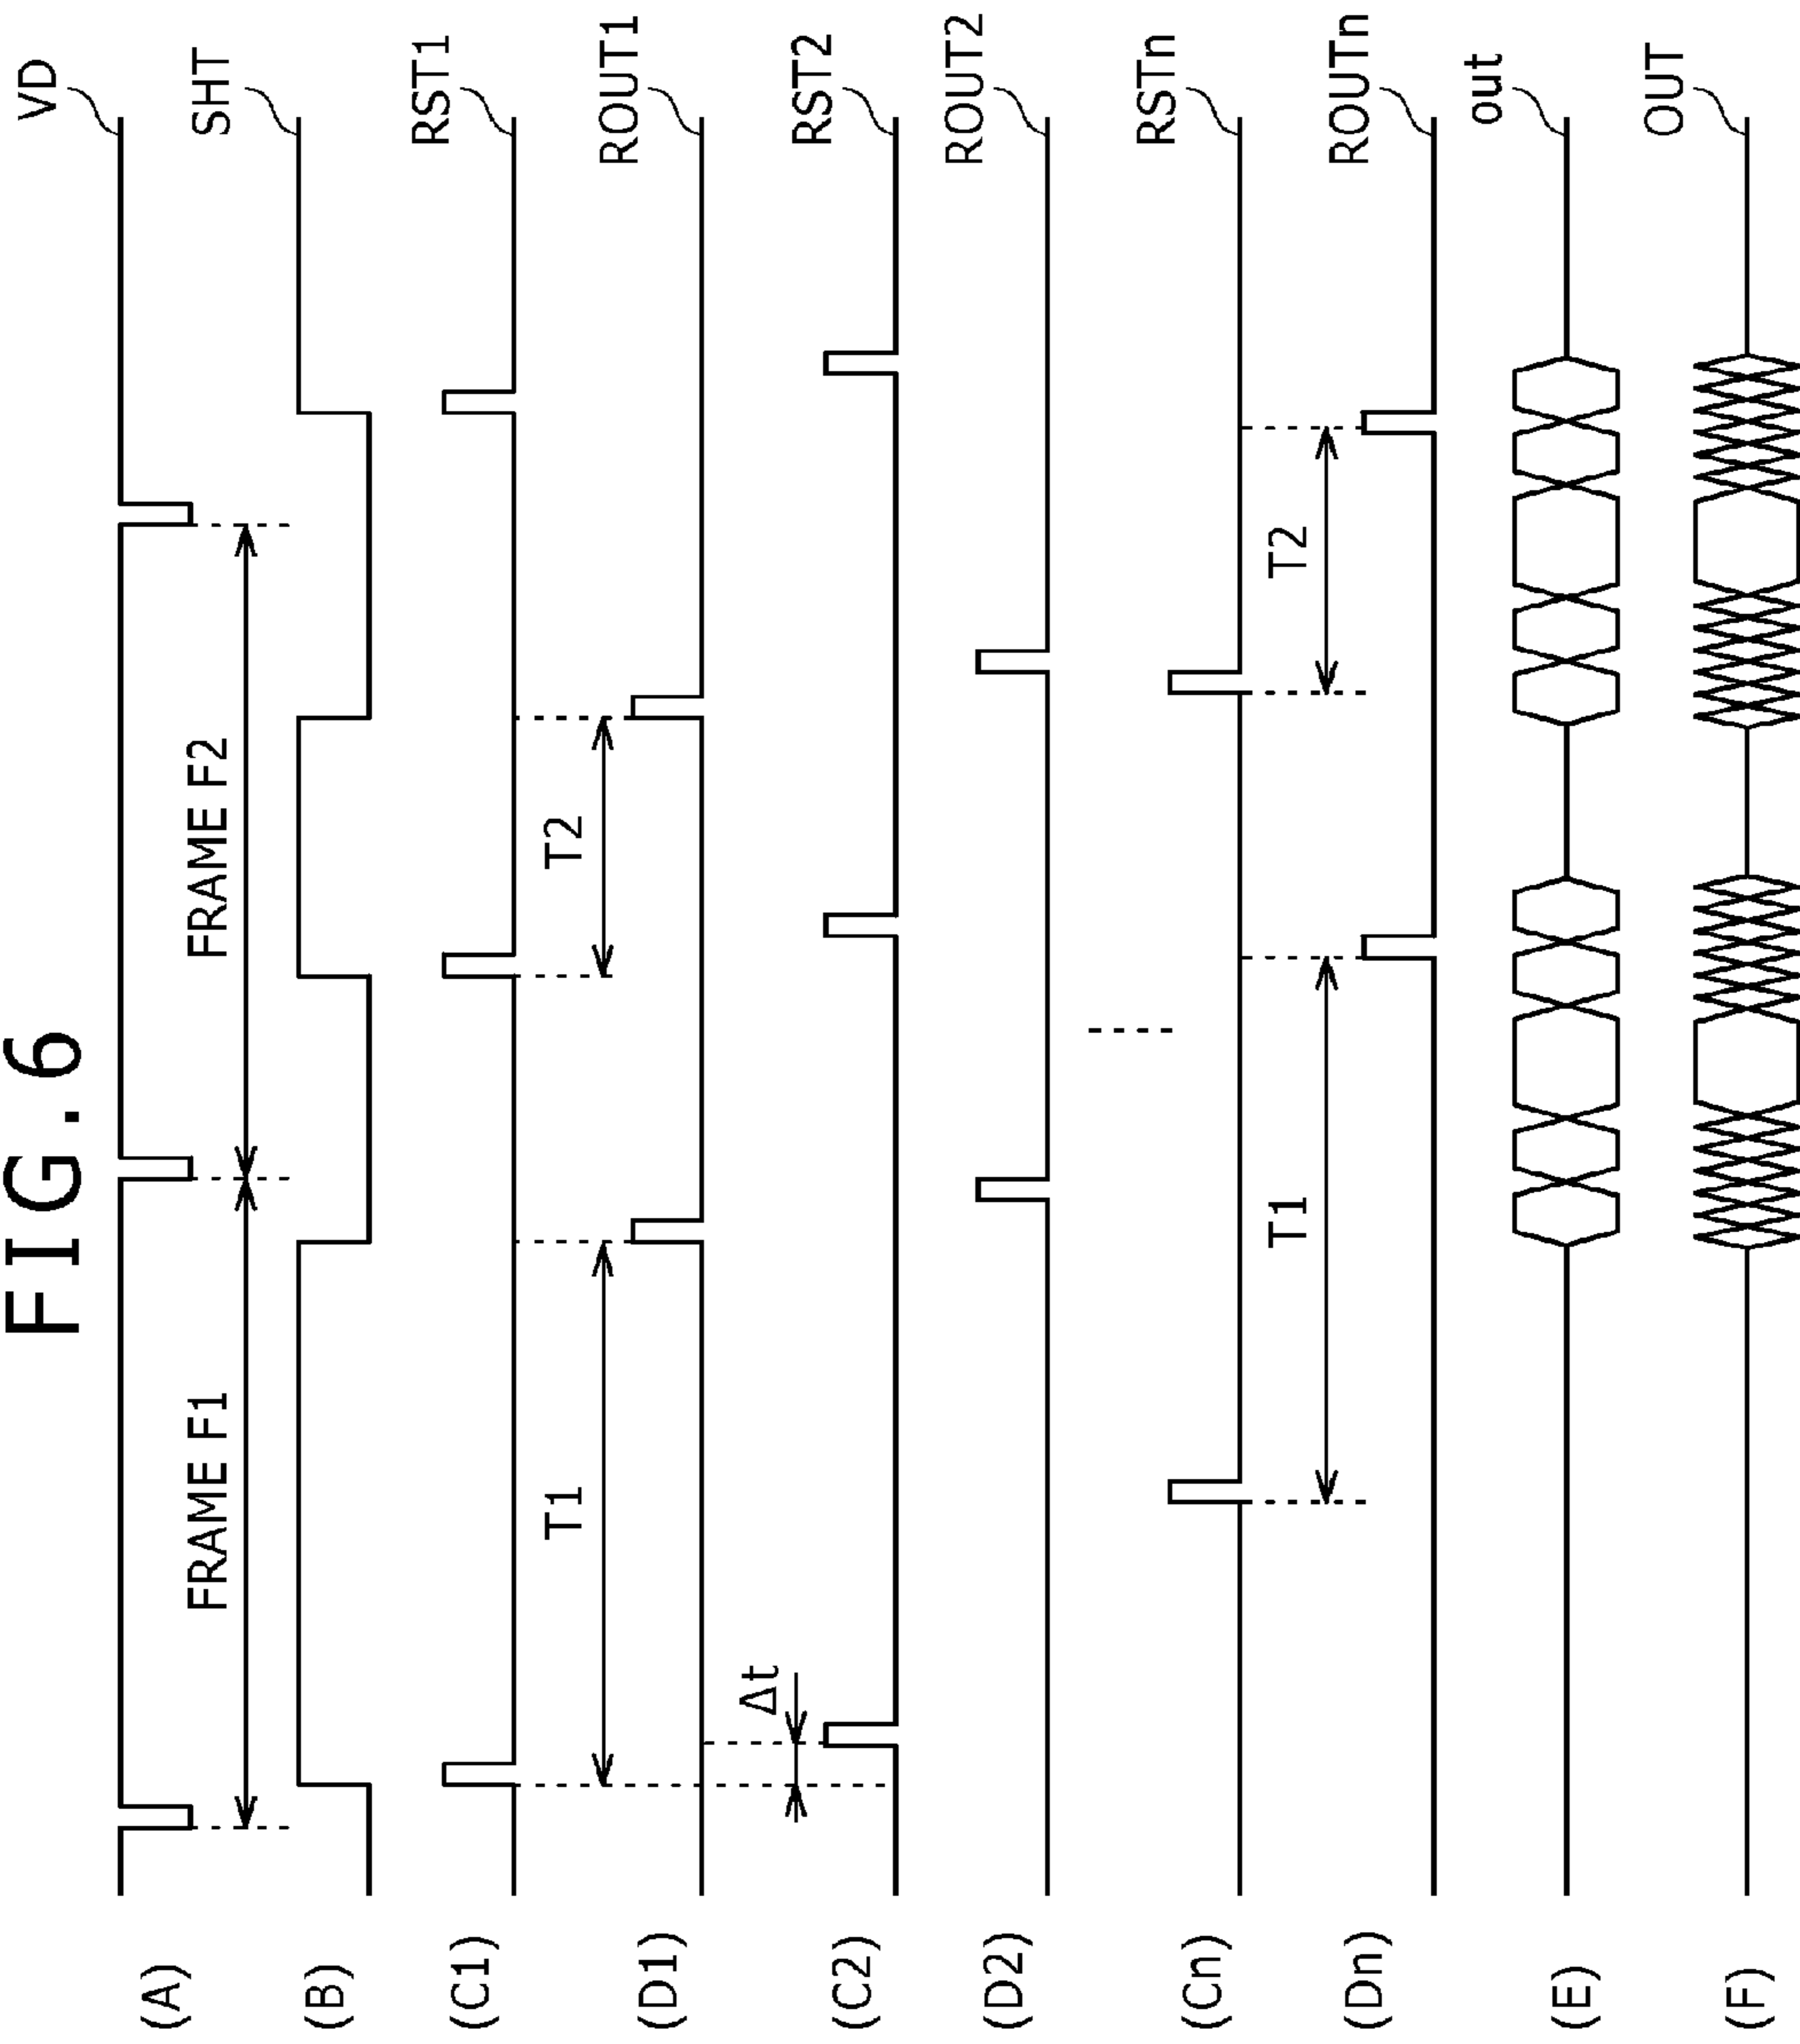 FIG.6
(A)
FRAME F1
FRAME F2
VD
(B)
SHT
(C1)
RST1
T1
T2
(D1)
ROUT1
Δt
(C2)
RST2
(D2)
ROUT2
(Cn)
RSTn
T1
T2
(Dn)
ROUTn
(E)
out
(F)
OUT